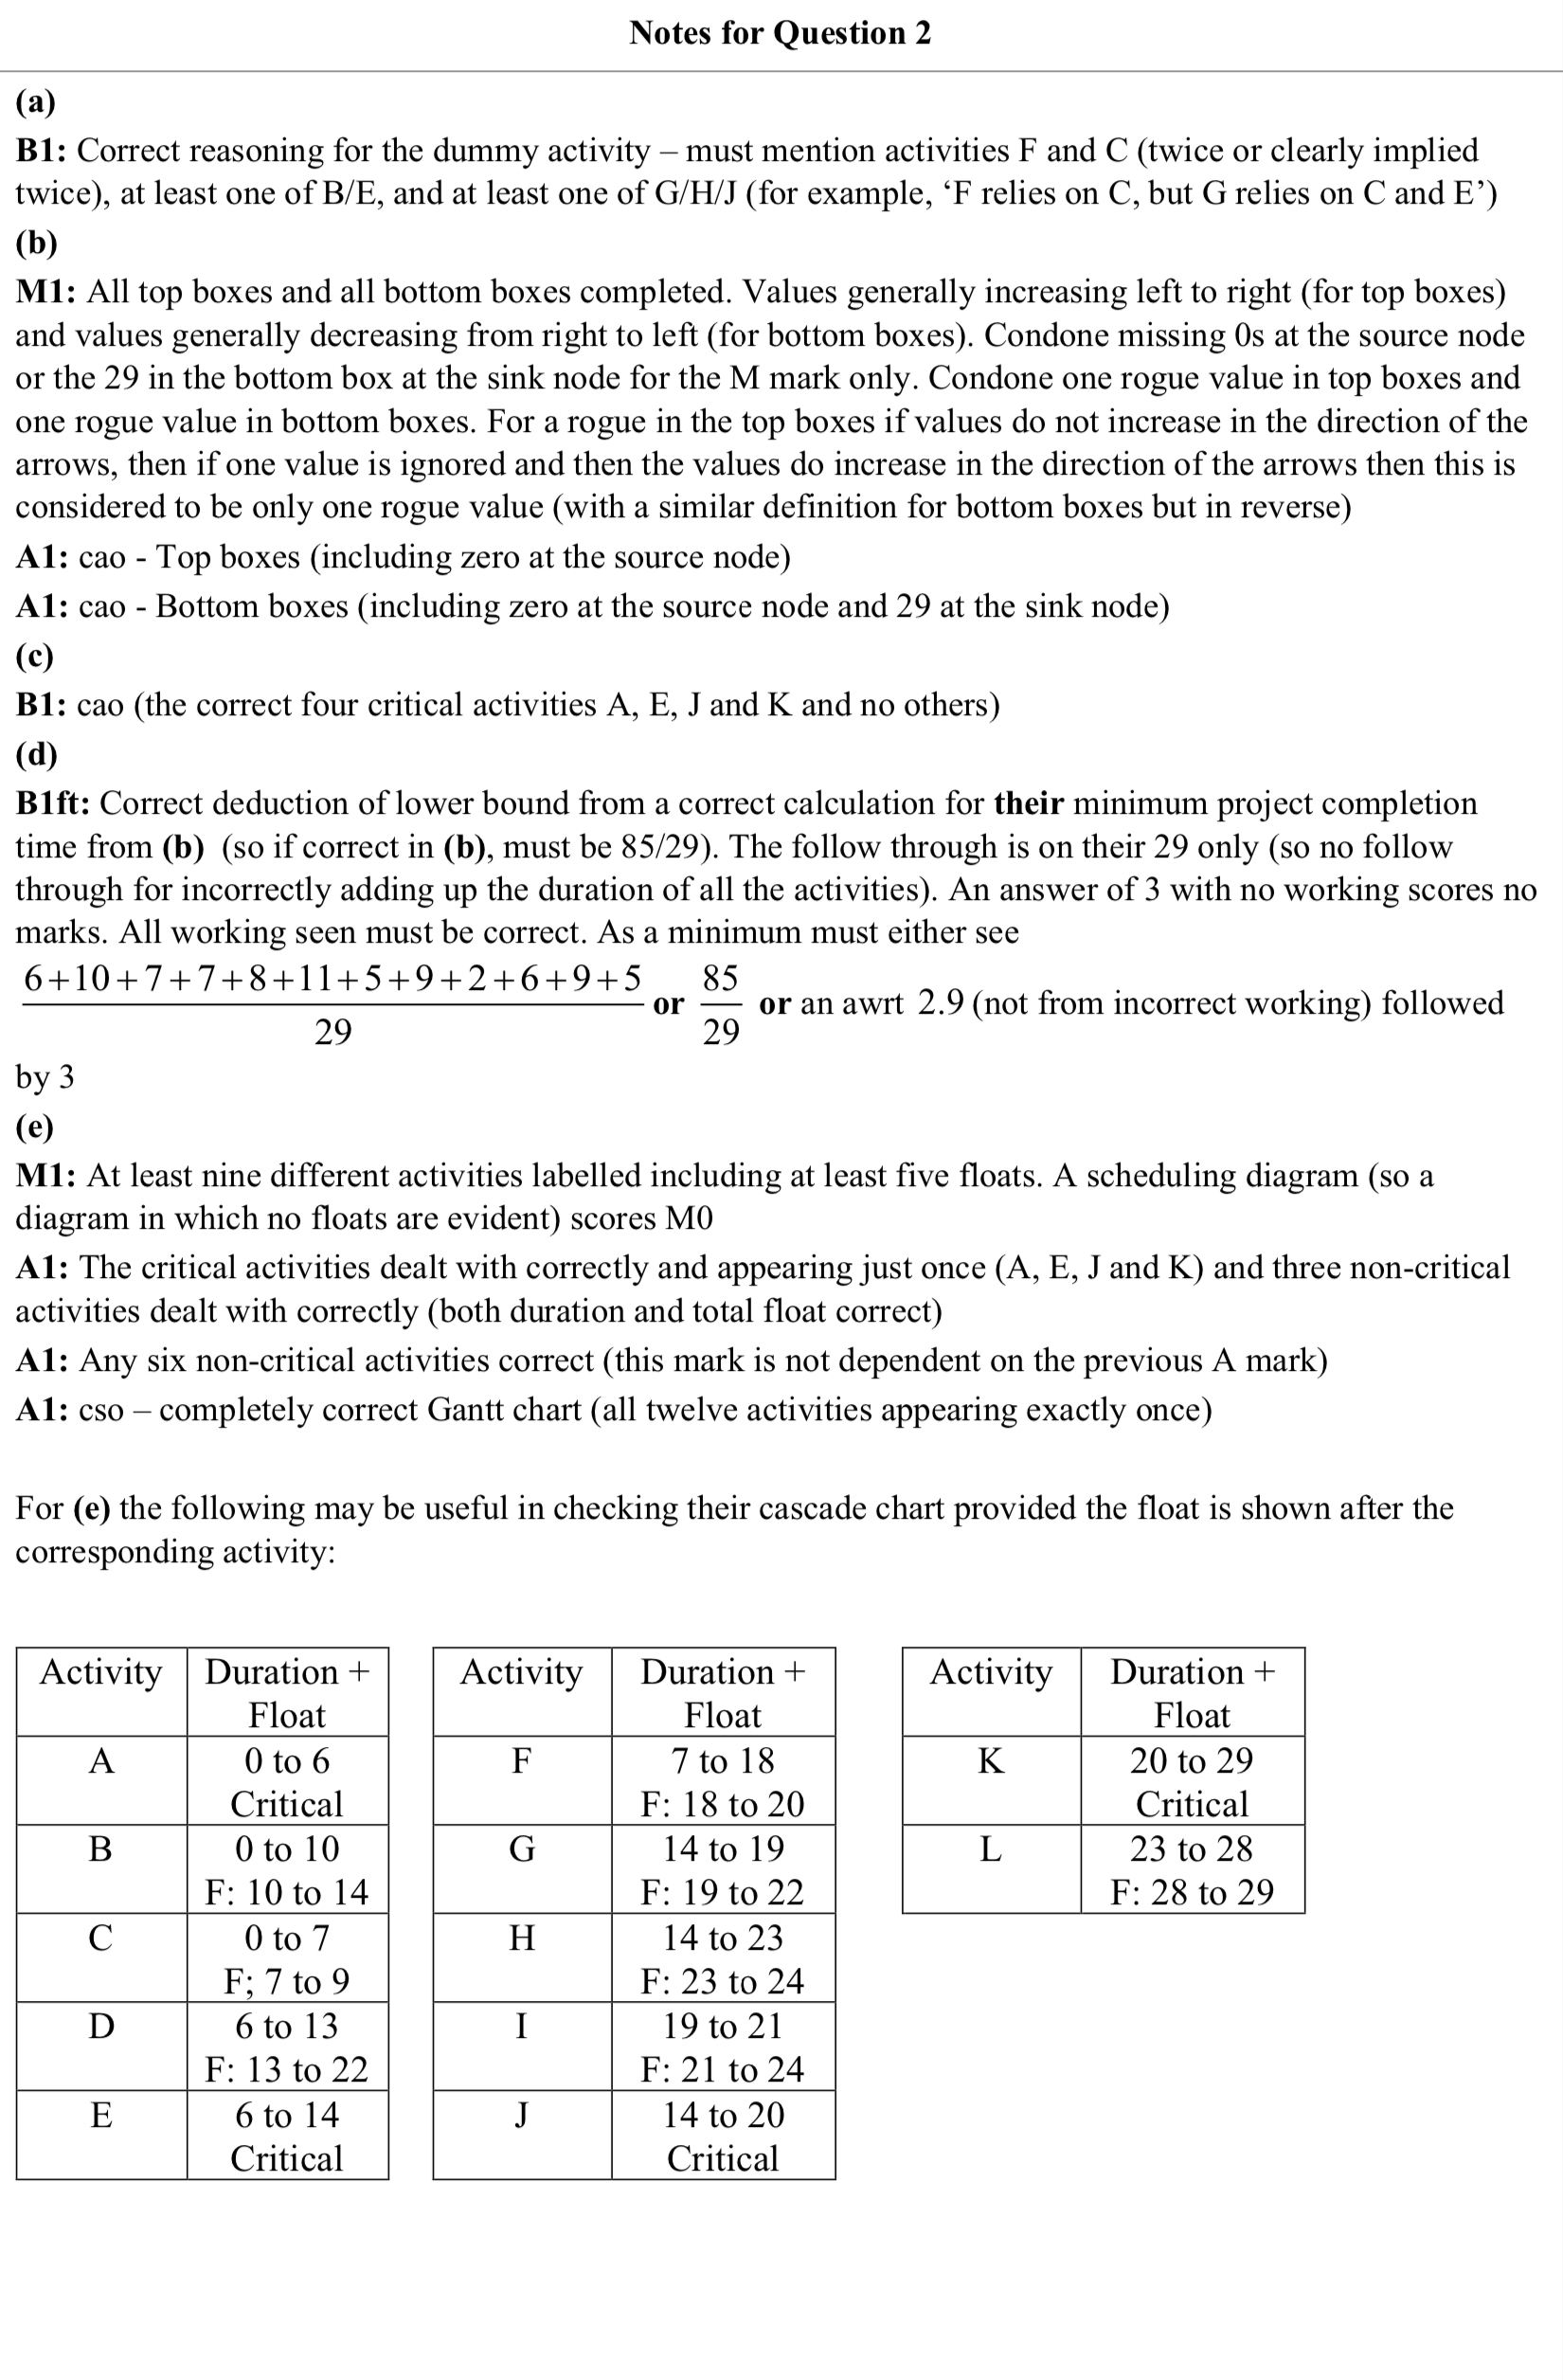 Notes for Question 2
(a)
B1: Correct reasoning for the dummy activity – must mention activities F and C (twice or clearly implied
twice), at least one of B/E, and at least one of G/H/J (for example, ‘F relies on C, but G relies on C and E’)
(b)
M1: All top boxes and all bottom boxes completed. Values generally increasing left to right (for top boxes)
and values generally decreasing from right to left (for bottom boxes). Condone missing 0s at the source node
or the 29 in the bottom box at the sink node for the M mark only. Condone one rogue value in top boxes and
one rogue value in bottom boxes. For a rogue in the top boxes if values do not increase in the direction of the
arrows, then if one value is ignored and then the values do increase in the direction of the arrows then this is
considered to be only one rogue value (with a similar definition for bottom boxes but in reverse)
A1: cao - Top boxes (including zero at the source node)
A1: cao - Bottom boxes (including zero at the source node and 29 at the sink node)
(c)
B1: cao (the correct four critical activities A, E, J and K and no others)
(d)
B1ft: Correct deduction of lower bound from a correct calculation for their minimum project completion
time from (b) (so if correct in (b), must be 85/29). The follow through is on their 29 only (so no follow
through for incorrectly adding up the duration of all the activities). An answer of 3 with no working scores no
marks. All working seen must be correct. As a minimum must either see
6+10+7+7+8+11+5+9+2+6+9+5 / 29 or 85 / 29 or an awrt 2.9 (not from incorrect working) followed
by 3
(e)
M1: At least nine different activities labelled including at least five floats. A scheduling diagram (so a
diagram in which no floats are evident) scores M0
A1: The critical activities dealt with correctly and appearing just once (A, E, J and K) and three non-critical
activities dealt with correctly (both duration and total float correct)
A1: Any six non-critical activities correct (this mark is not dependent on the previous A mark)
A1: cso – completely correct Gantt chart (all twelve activities appearing exactly once)
For (e) the following may be useful in checking their cascade chart provided the float is shown after the
corresponding activity:
Activity Duration +
Float
A 0 to 6
Critical
B 0 to 10
F: 10 to 14
C 0 to 7
F; 7 to 9
D 6 to 13
F: 13 to 22
E 6 to 14
Critical
Activity Duration +
Float
F 7 to 18
F: 18 to 20
G 14 to 19
F: 19 to 22
H 14 to 23
F: 23 to 24
I 19 to 21
F: 21 to 24
J 14 to 20
Critical
Activity Duration +
Float
K 20 to 29
Critical
L 23 to 28
F: 28 to 29